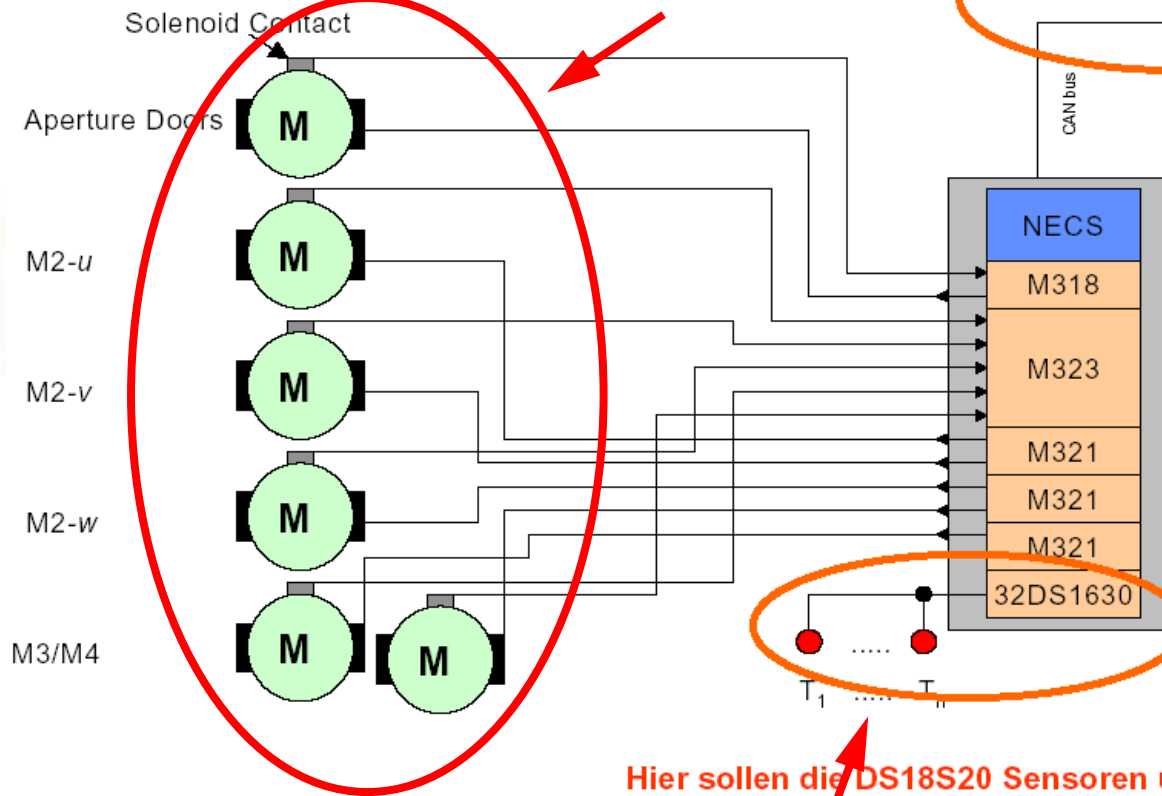 Solenoid Contact
Aperture Doors
M
M2-u
M
M2-v
M
M2-w
M
M3/M4
M
M
CAN bus
NECS
M318
M323
M321
M321
M321
32DS1630
.....
T1 .....
Hier sollen die DS18S20 Sensoren